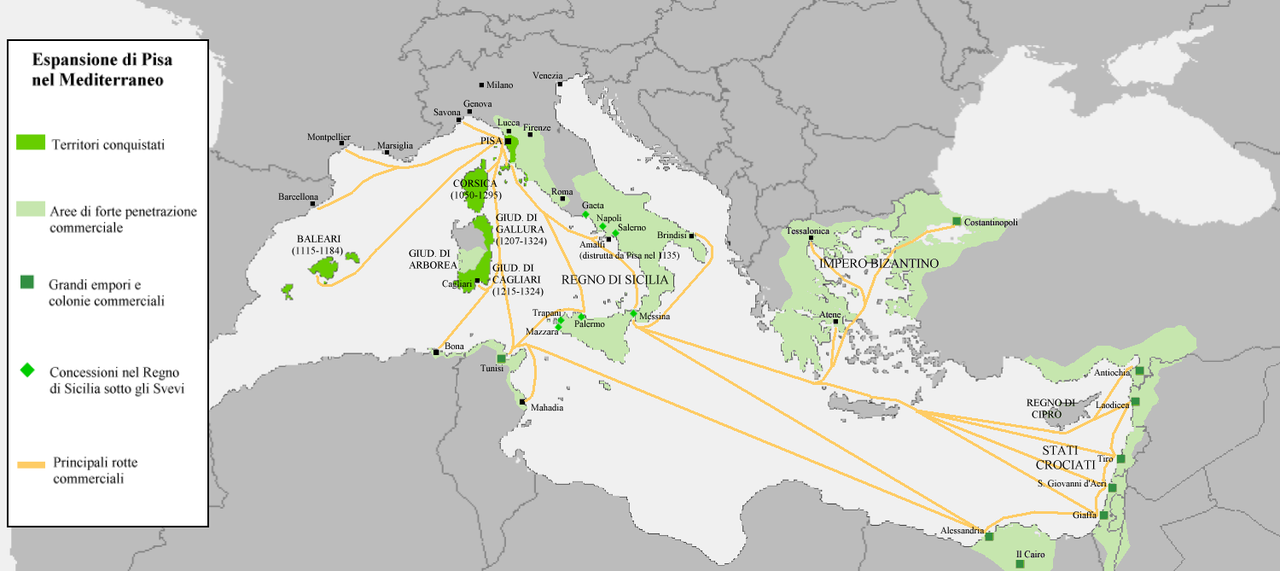 Espansione di Pisa
nel Mediterraneo
Territori conquistati
Aree di forte penetrazione
commerciale
Grandi empori e
colonie commerciali
Concessioni nel Regno
di Sicilia sotto gli Svevi
Principali rotte
commerciali
Milano
Venezia
Genova
Savona
Lucca
Firenze
PISA
Montpellier
Marsiglia
Barcellona
BALEARI
(1115-1184)
CORSICA
(1050-1295)
GIUD. DI
GALLURA
(1207-1324)
GIUD. DI
ARBOREA
GIUD. DI
CAGLIARI
(1215-1324)
Cagliari
Roma
Gaeta
Napoli
Salerno
Amalfi
(distrutta da Pisa nel 1135)
Brindisi
REGNO DI SICILIA
Trapani
Mazzara
Palermo
Messina
Bona
Tunisi
Mahadia
Tessalonica
Costantinopoli
IMPERO BIZANTINO
Atene
Antiochia
Laodicea
REGNO DI
CIPRO
STATI
CROCIATI
Tiro
S. Giovanni d'Acri
Giaffa
Alessandria
Il Cairo